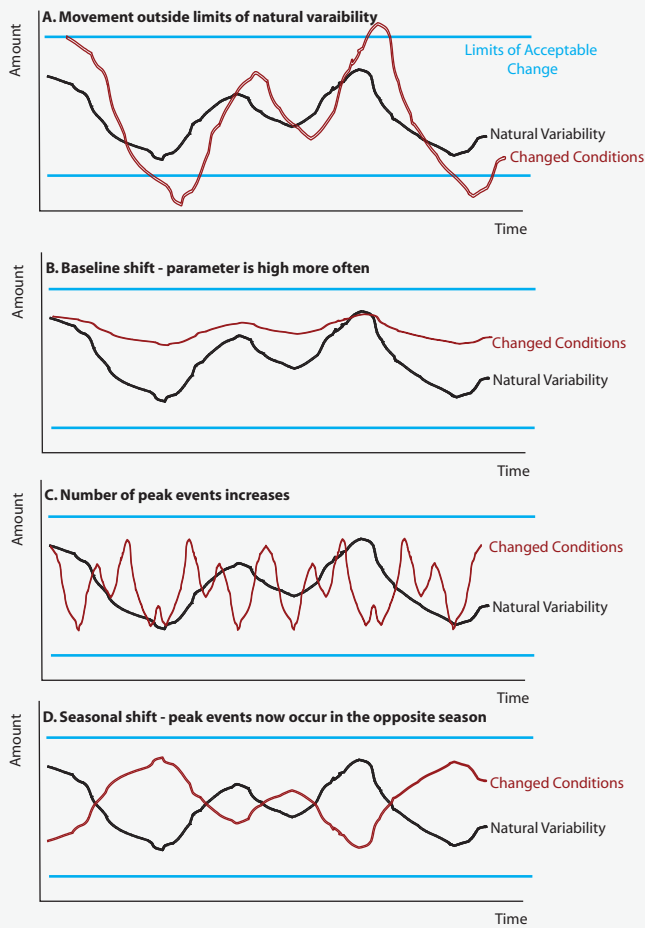 A. Movement outside limits of natural varaibility
Amount
Limits of Acceptable
Change
Natural Variability
Changed Conditions
Time
B. Baseline shift - parameter is high more often
Amount
Changed Conditions
Natural Variability
Time
C. Number of peak events increases
Amount
Changed Conditions
Natural Variability
Time
D. Seasonal shift - peak events now occur in the opposite season
Amount
Changed Conditions
Natural Variability
Time